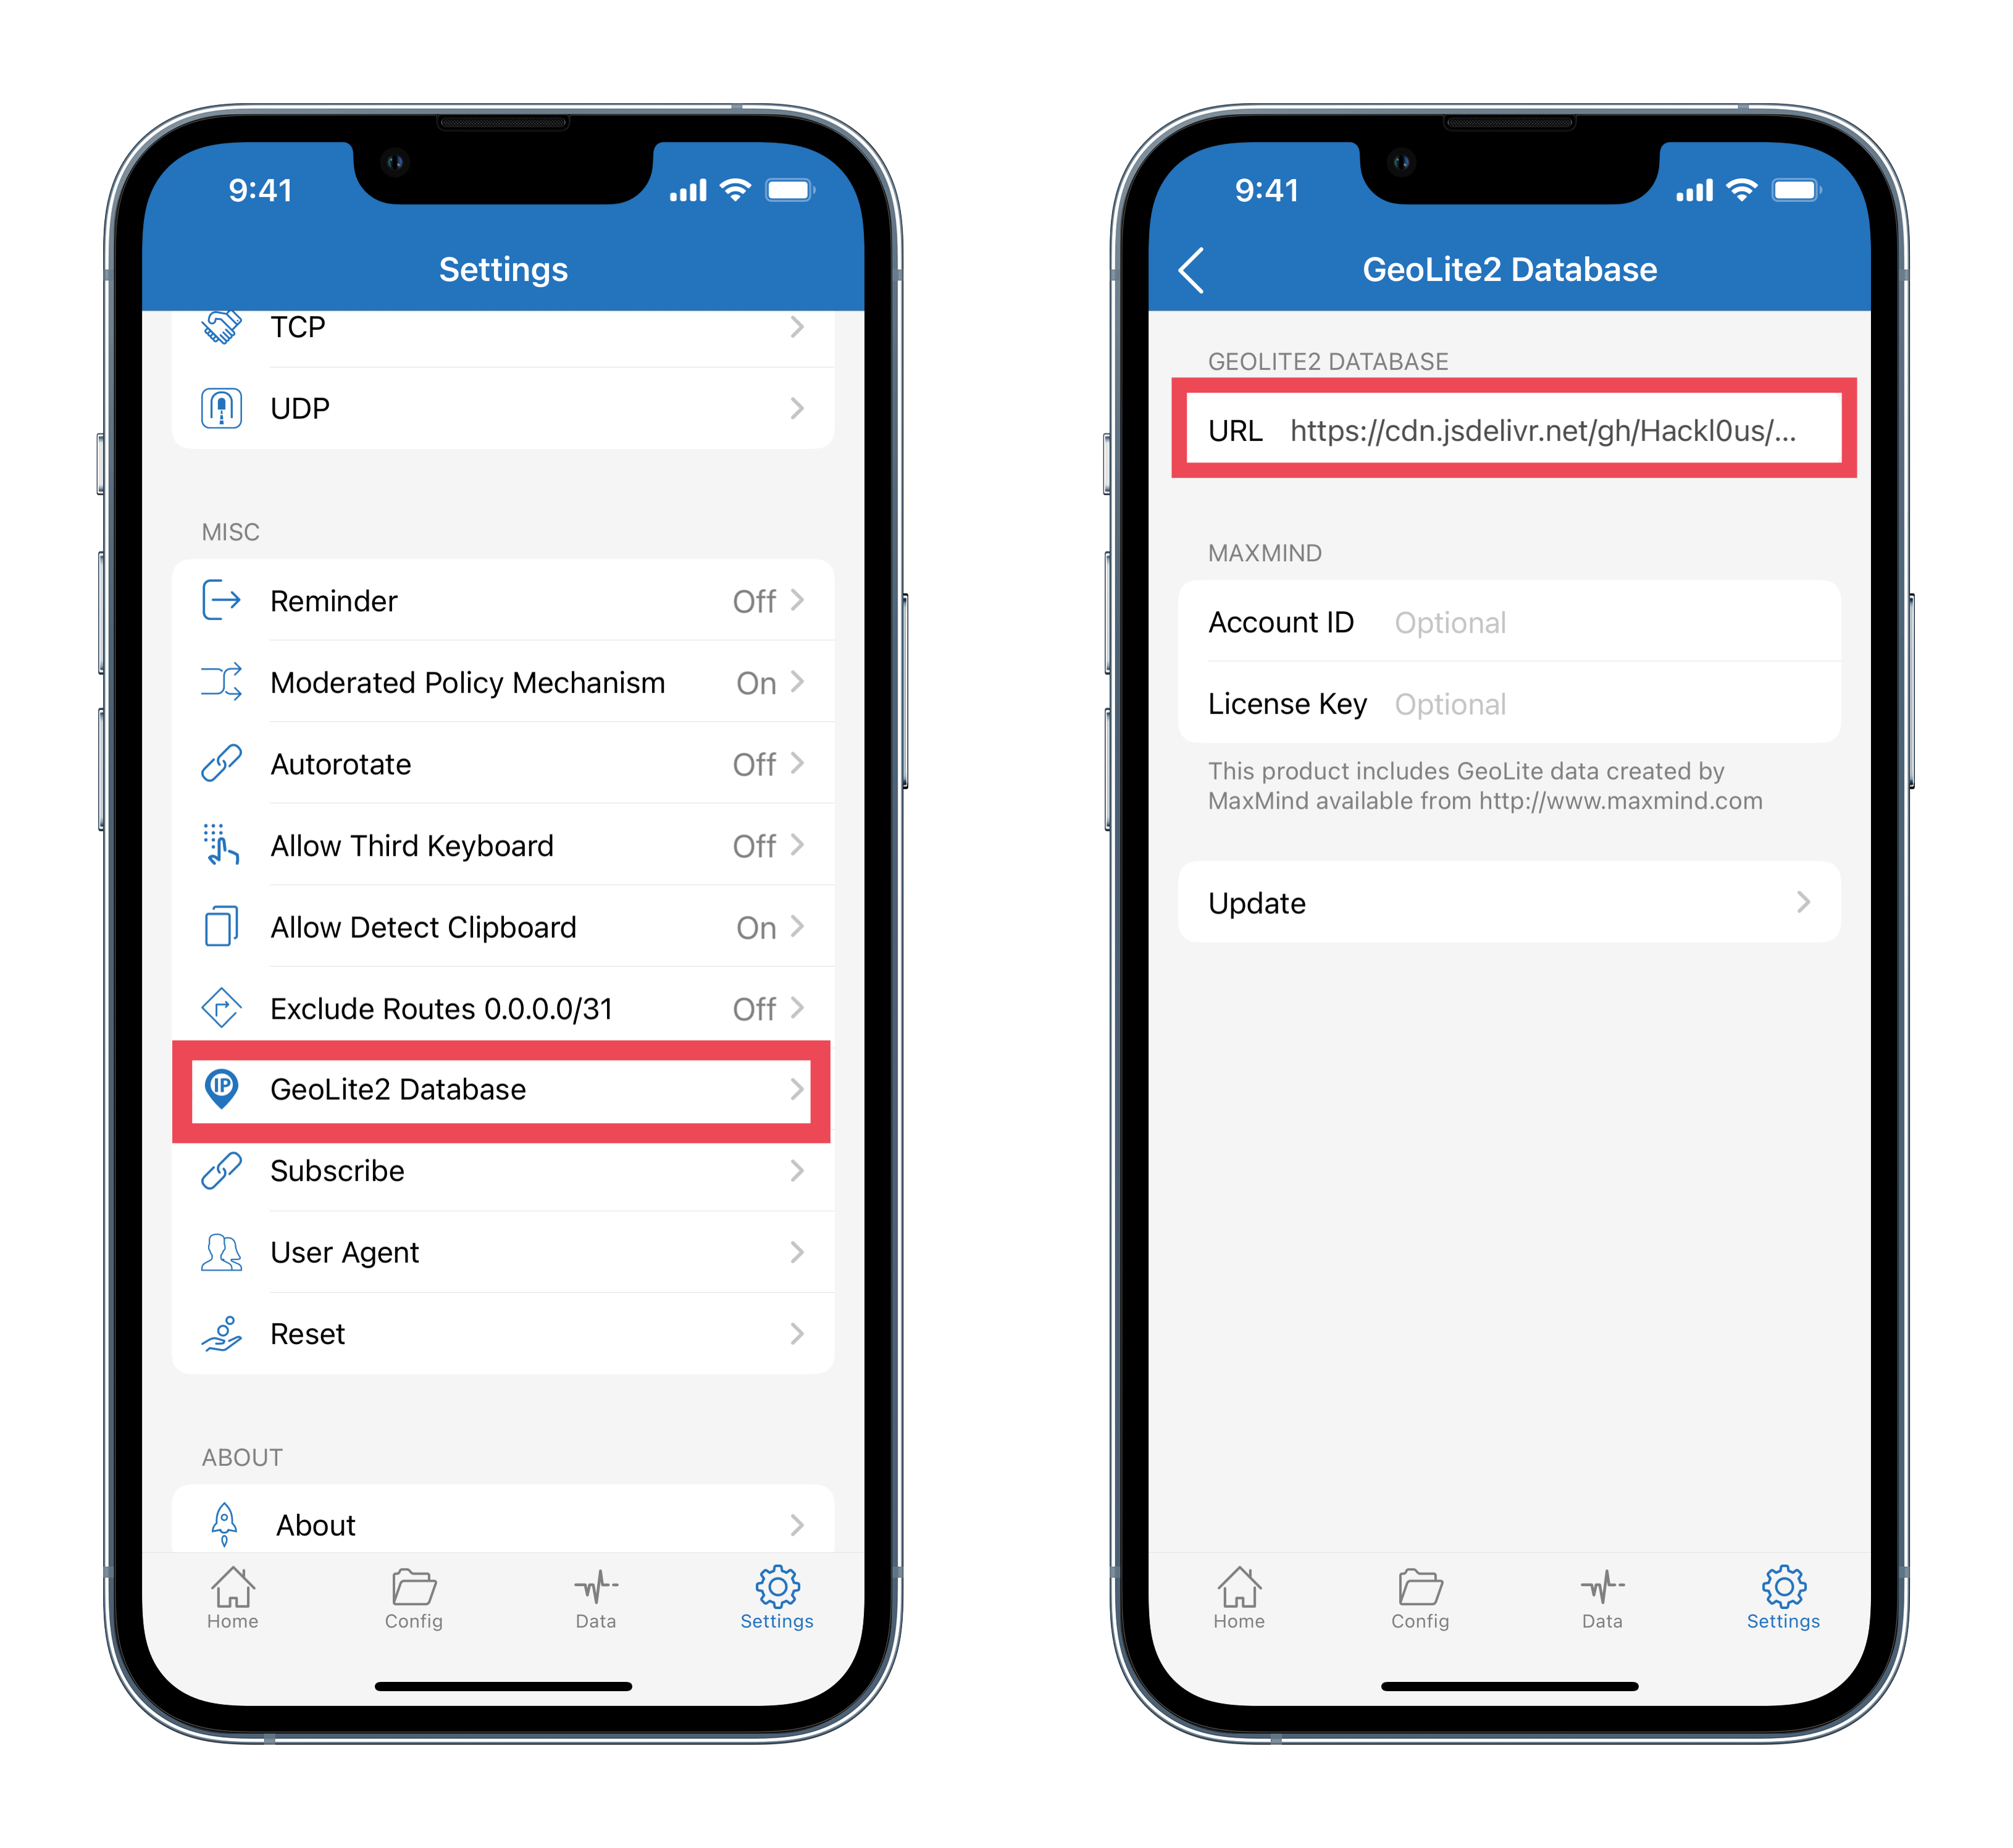 9:41
Settings
TCP
UDP
MISC
Reminder Off
Moderated Policy Mechanism On
Autorotate Off
Allow Third Keyboard Off
Allow Detect Clipboard On
Exclude Routes 0.0.0.0/31 Off
IP GeoLite2 Database
Subscribe
User Agent
Reset
ABOUT
About
Home Config Data Settings
9:41
GeoLite2 Database
GEOLITE2 DATABASE
URL https://cdn.jsdelivr.net/gh/Hackl0us/...
MAXMIND
Account ID Optional
License Key Optional
This product includes GeoLite data created by
MaxMind available from http://www.maxmind.com
Update
Home Config Data Settings